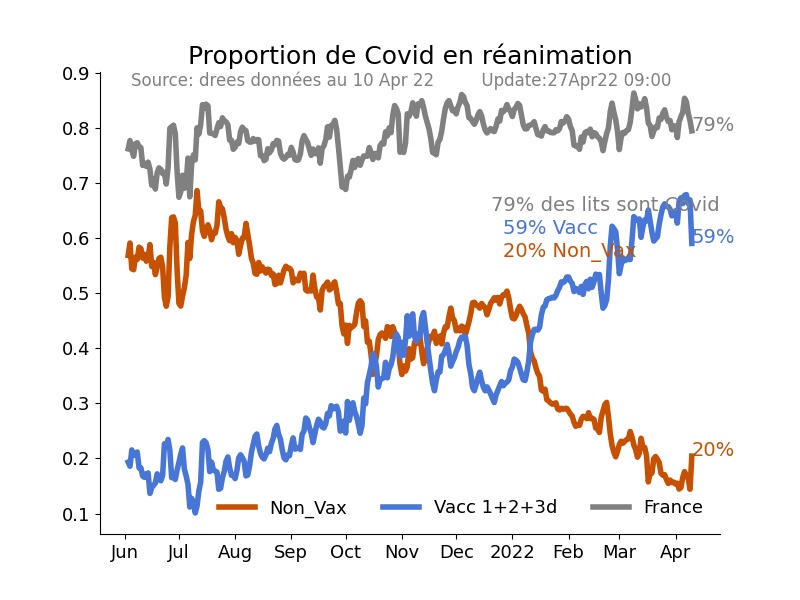 Proportion de Covid en réanimation
Source: drees données au 10 Apr 22 Update:27Apr22 09:00
0.9
0.8
0.7
0.6
0.5
0.4
0.3
0.2
0.1
79%
79% des lits sont Covid
59% Vacc
59%
20% Non_Vax
20%
Non_Vax Vacc 1+2+3d France
Jun Jul Aug Sep Oct Nov Dec 2022 Feb Mar Apr